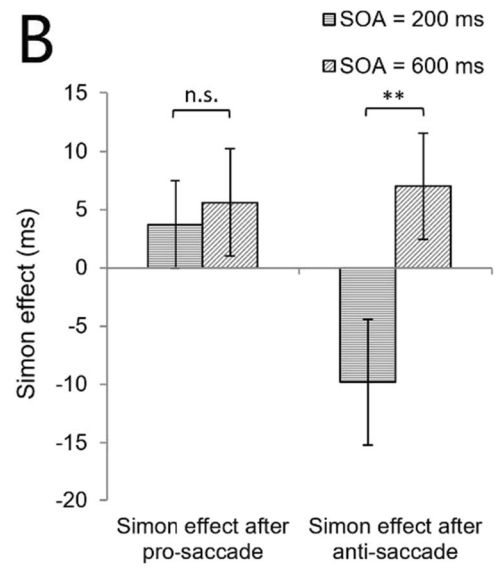 B
SOA = 200 ms
SOA = 600 ms
Simon effect (ms)
15
10
5
0
-5
-10
-15
-20
n.s.
**
Simon effect after
pro-saccade
Simon effect after
anti-saccade